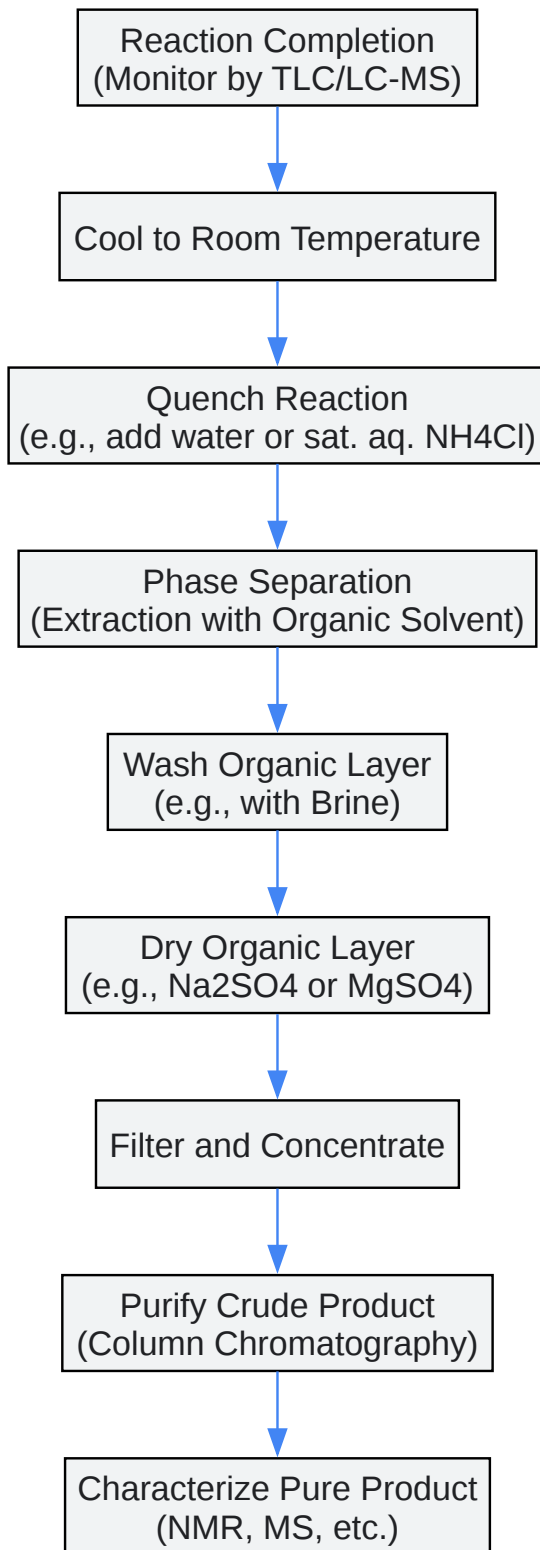 Reaction Completion
(Monitor by TLC/LC-MS)
Cool to Room Temperature
Quench Reaction
(e.g., add water or sat. aq. NH4Cl)
Phase Separation
(Extraction with Organic Solvent)
Wash Organic Layer
(e.g., with Brine)
Dry Organic Layer
(e.g., Na2SO4 or MgSO4)
Filter and Concentrate
Purify Crude Product
(Column Chromatography)
Characterize Pure Product
(NMR, MS, etc.)